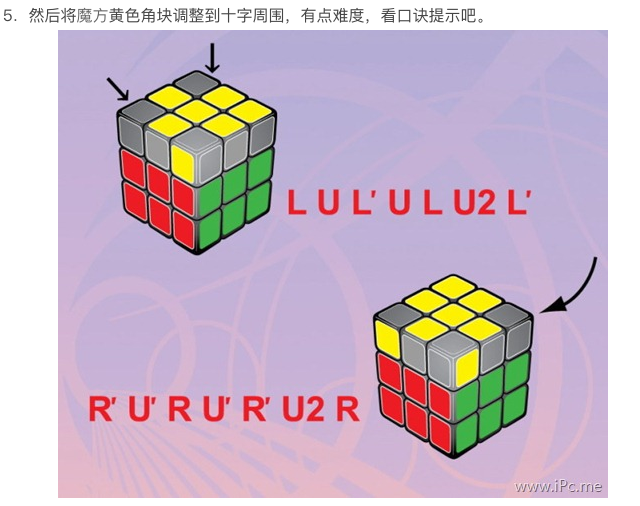 5. 然后将魔方黄色角块调整到十字周围，有点难度，看口诀提示吧。
L U L′ U L U2 L′
R′ U′ R U′ R′ U2 R
www.iPc.me